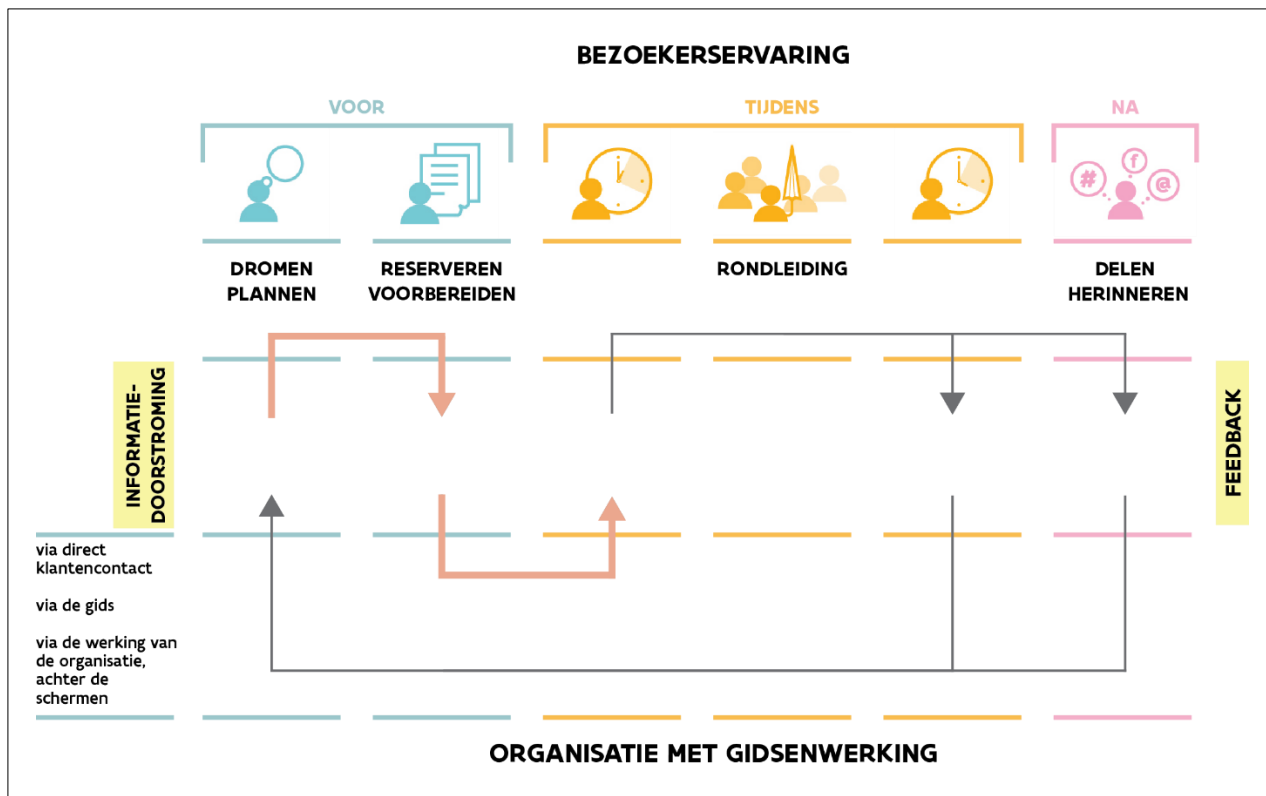 BEZOEKERSERVARING
VOOR
TIJDENS
NA
#
f
@
DROMEN
PLANNEN
RESERVEREN
VOORBEREIDEN
RONDLEIDING
DELEN
HERINNEREN
INFORMATIE-
DOORSTROMING
FEEDBACK
via direct
klantencontact
via de gids
via de werking van
de organisatie,
achter de
schermen
ORGANISATIE MET GIDSENWERKING